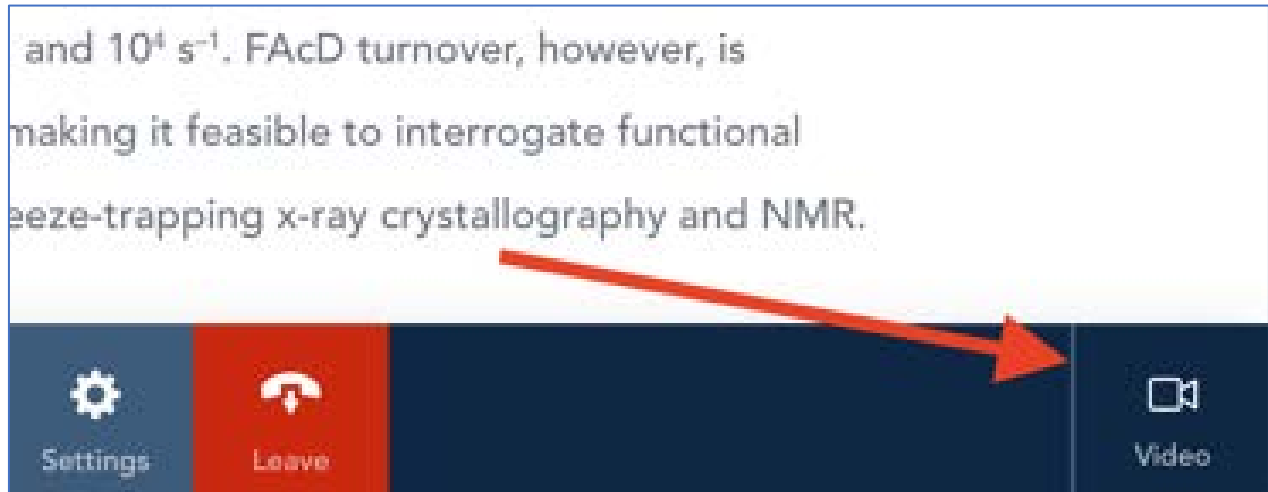 and 10⁴ s⁻¹. FAcD turnover, however, is
making it feasible to interrogate functional
eeze-trapping x-ray crystallography and NMR.
Settings
Leave
Video